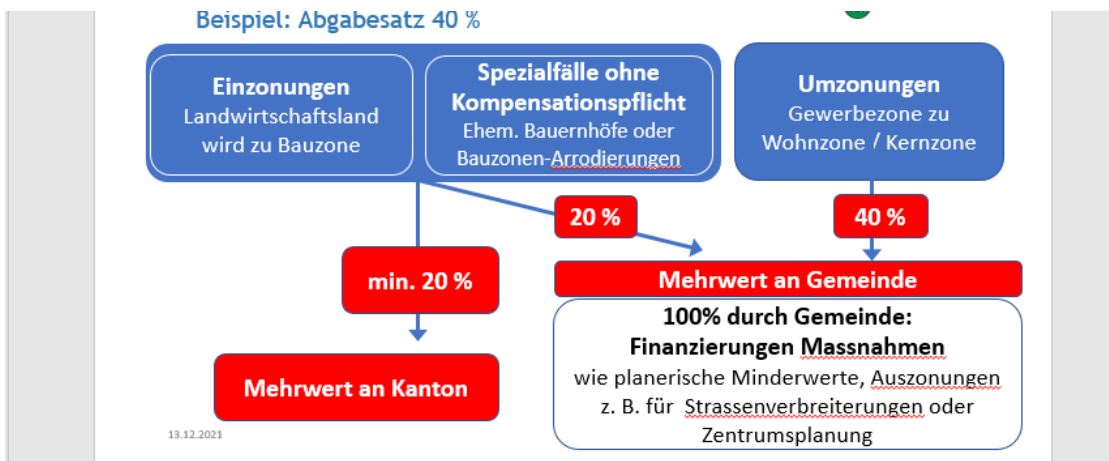 Beispiel: Abgabesatz 40 %
Einzonungen
Landwirtschaftsland
wird zu Bauzone
Spezialfälle ohne
Kompensationspflicht
Ehem. Bauernhöfe oder
Bauzonen-Arrodierungen
Umzonungen
Gewerbezone zu
Wohnzone / Kernzone
20 %
40 %
min. 20 %
Mehrwert an Gemeinde
100% durch Gemeinde:
Finanzierungen Massnahmen
wie planerische Minderwerte, Auszonungen
z. B. für Strassenverbreiterungen oder
Zentrumsplanung
Mehrwert an Kanton
13.12.2021